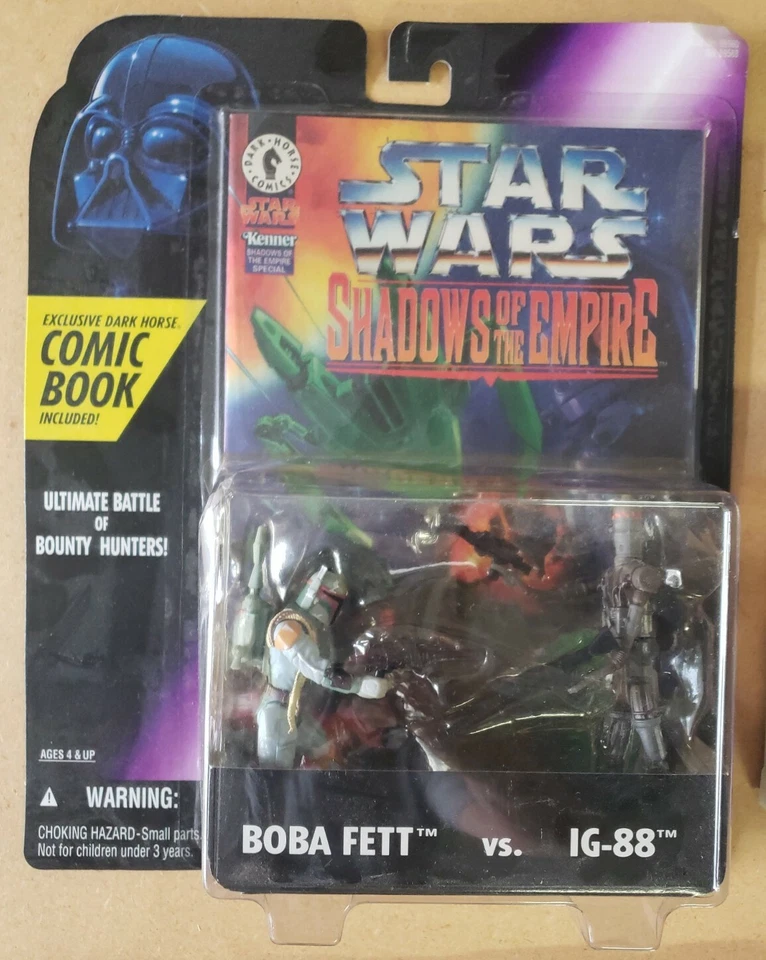 DARK HORSE COMICS
STAR
WARS
Kenner
SHADOWS OF
THE EMPIRE
SPECIAL
STAR
WARS
SHADOWS OF THE EMPIRE
EXCLUSIVE DARK HORSE
COMIC
BOOK
INCLUDED!
ULTIMATE BATTLE
OF
BOUNTY HUNTERS!
AGES 4 & UP
WARNING:
CHOKING HAZARD-Small parts.
Not for children under 3 years.
BOBA FETT™ vs. IG-88™